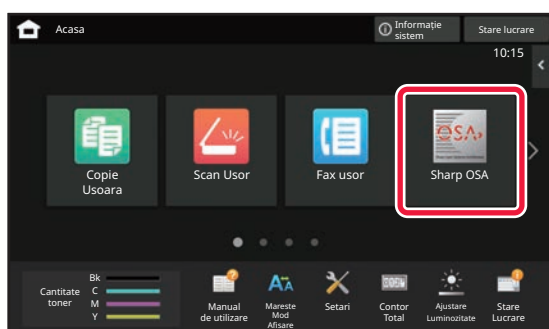 Acasa
Informație
sistem
Stare lucrare
10:15
Copie
Usoara
Scan Usor
Fax usor
OSA
Sharp OSA
Cantitate
toner
Bk
C
M
Y
Manual
de utilizare
Mareste
Mod
Afisare
Setari
Contor
Total
Ajustare
Luminozitate
Stare
Lucrare